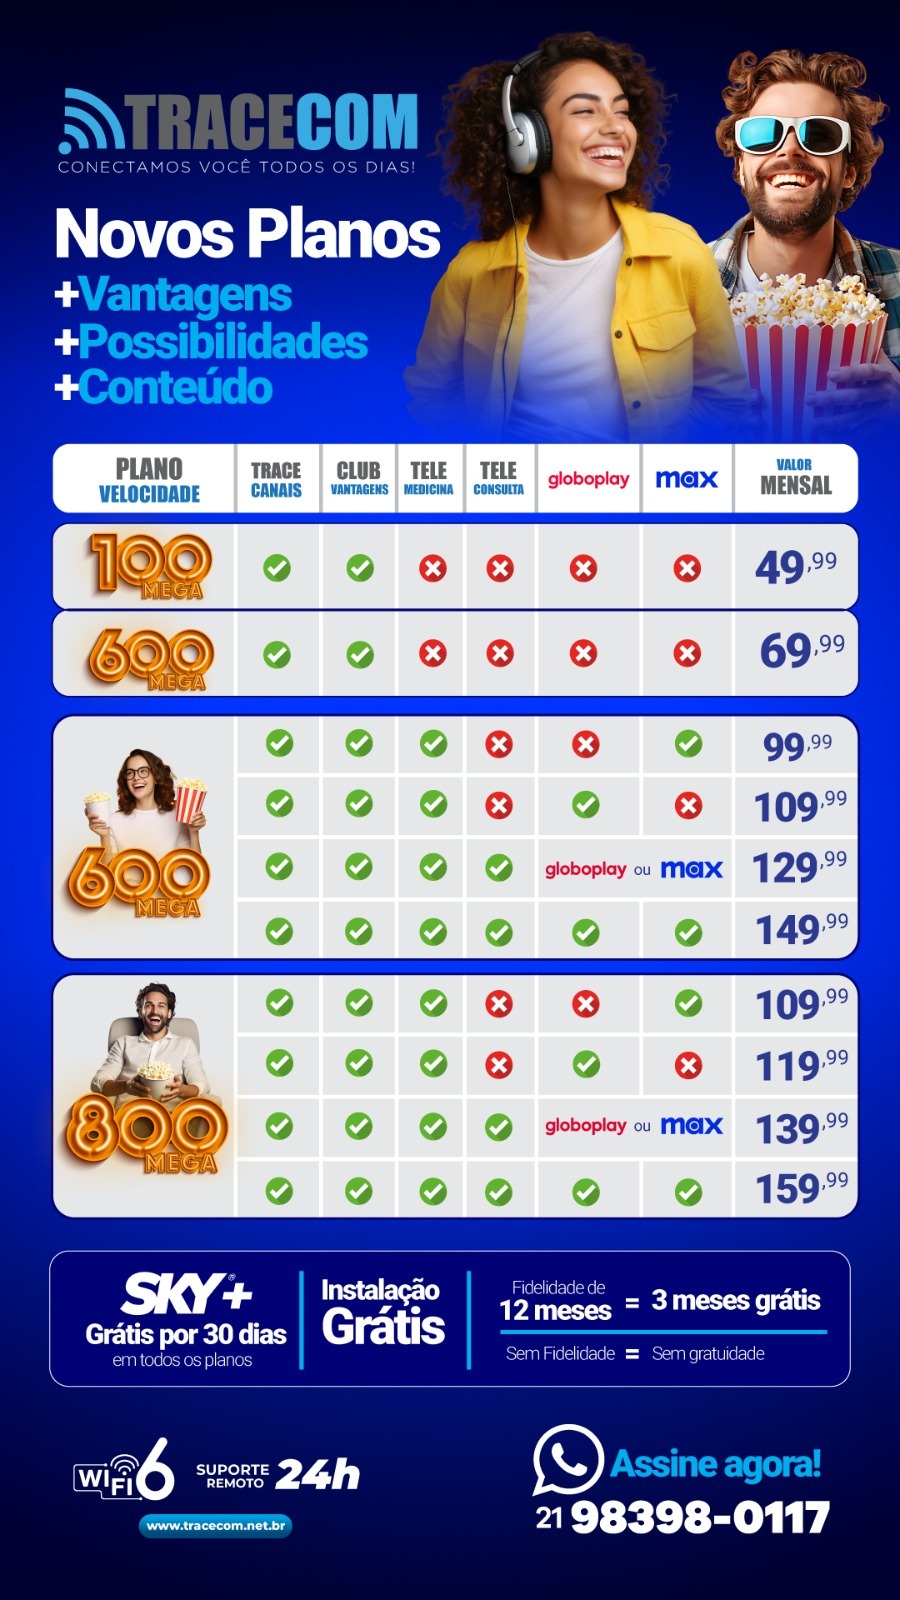 TRACECOM
CONECTAMOS VOCÊ TODOS OS DIAS!
Novos Planos
+Vantagens
+Possibilidades
+Conteúdo
PLANO VELOCIDADE
TRACE CANAIS
CLUB VANTAGENS
TELE MEDICINA
TELE CONSULTA
globoplay
max
VALOR MENSAL
100 MEGA
49,99
600 MEGA
69,99
600 MEGA
99,99
109,99
globoplay ou max 129,99
149,99
800 MEGA
109,99
119,99
globoplay ou max 139,99
159,99
SKY+®
Grátis por 30 dias
em todos os planos
Instalação
Grátis
Fidelidade de
12 meses = 3 meses grátis
Sem Fidelidade = Sem gratuidade
WIFI 6
SUPORTE REMOTO 24h
www.tracecom.net.br
Assine agora!
21 98398-0117